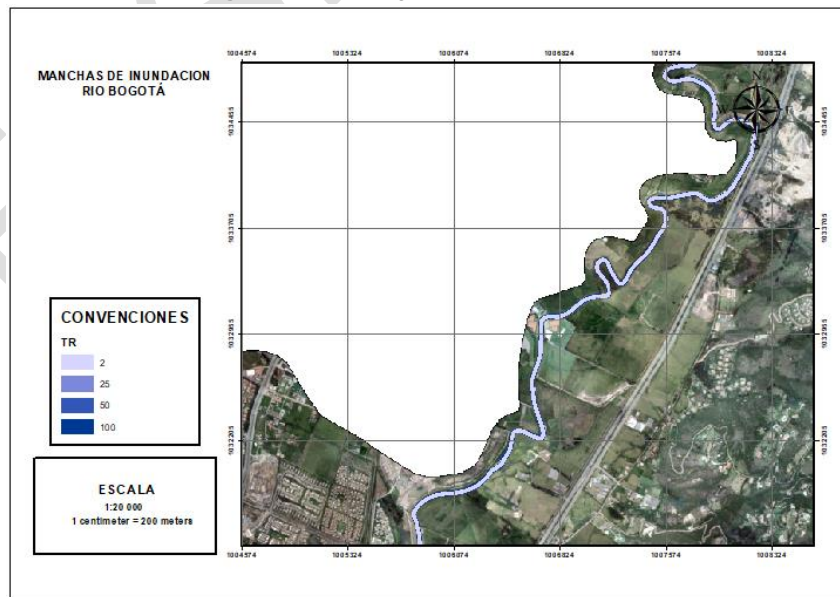 MANCHAS DE INUNDACION
RIO BOGOTÁ
1004574 1005324 1006074 1006824 1007574 1008324
N
1034455 1034455
1033705 1033705
1032955 1032955
1032205 1032205
CONVENCIONES
TR
2
25
50
100
ESCALA
1:20 000
1 centimeter = 200 meters
1004574 1005324 1006074 1006824 1007574 1008324